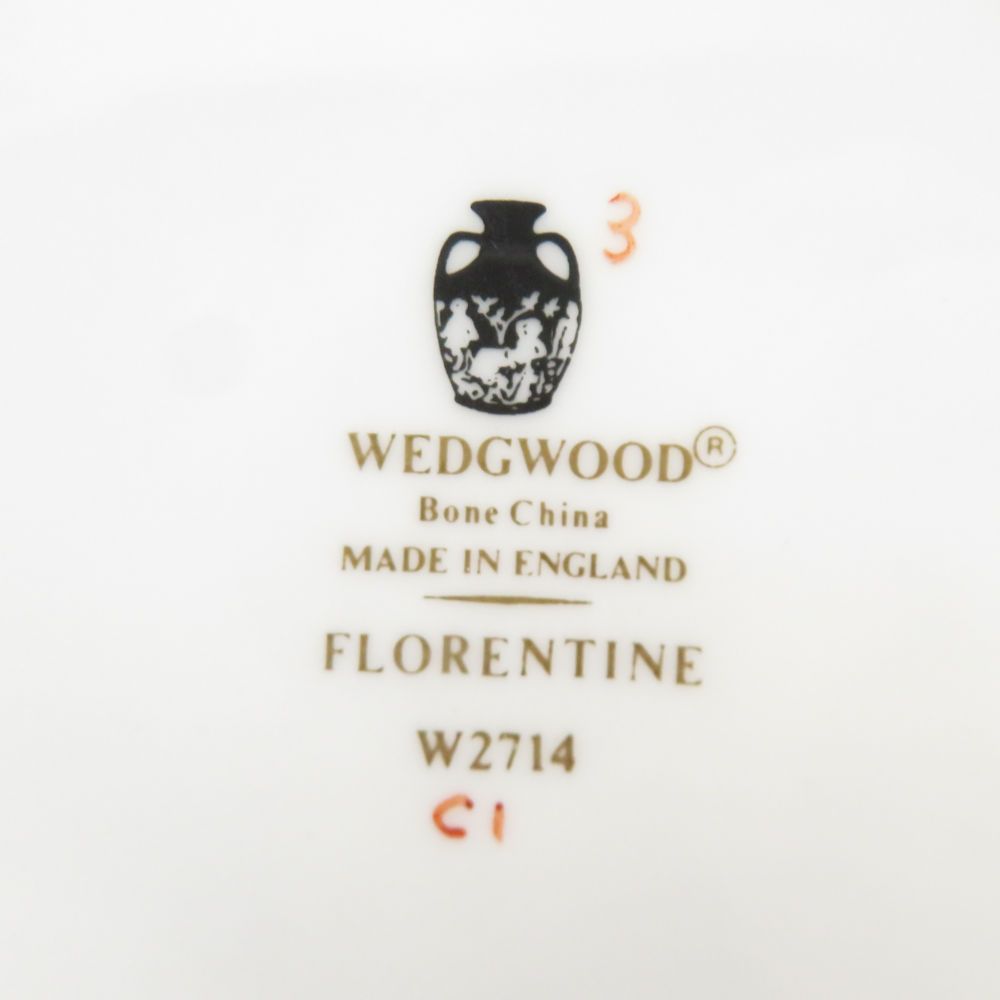 3
WEDGWOOD®
Bone China
MADE IN ENGLAND
FLORENTINE
W2714
C1